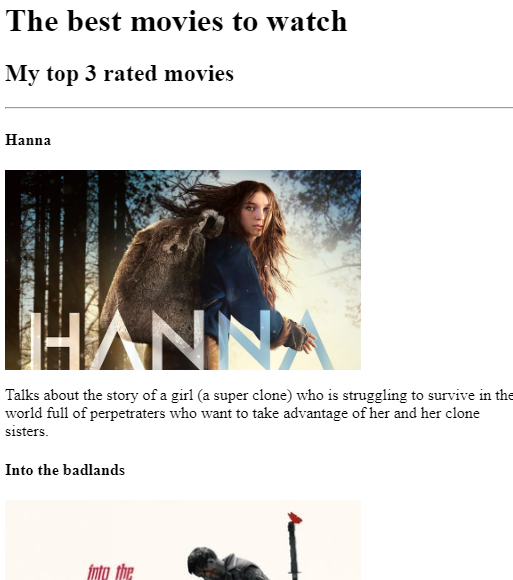 The best movies to watch
My top 3 rated movies
Hanna
HANNA
Talks about the story of a girl (a super clone) who is struggling to survive in the
world full of perpetraters who want to take advantage of her and her clone
sisters.
Into the badlands
into the